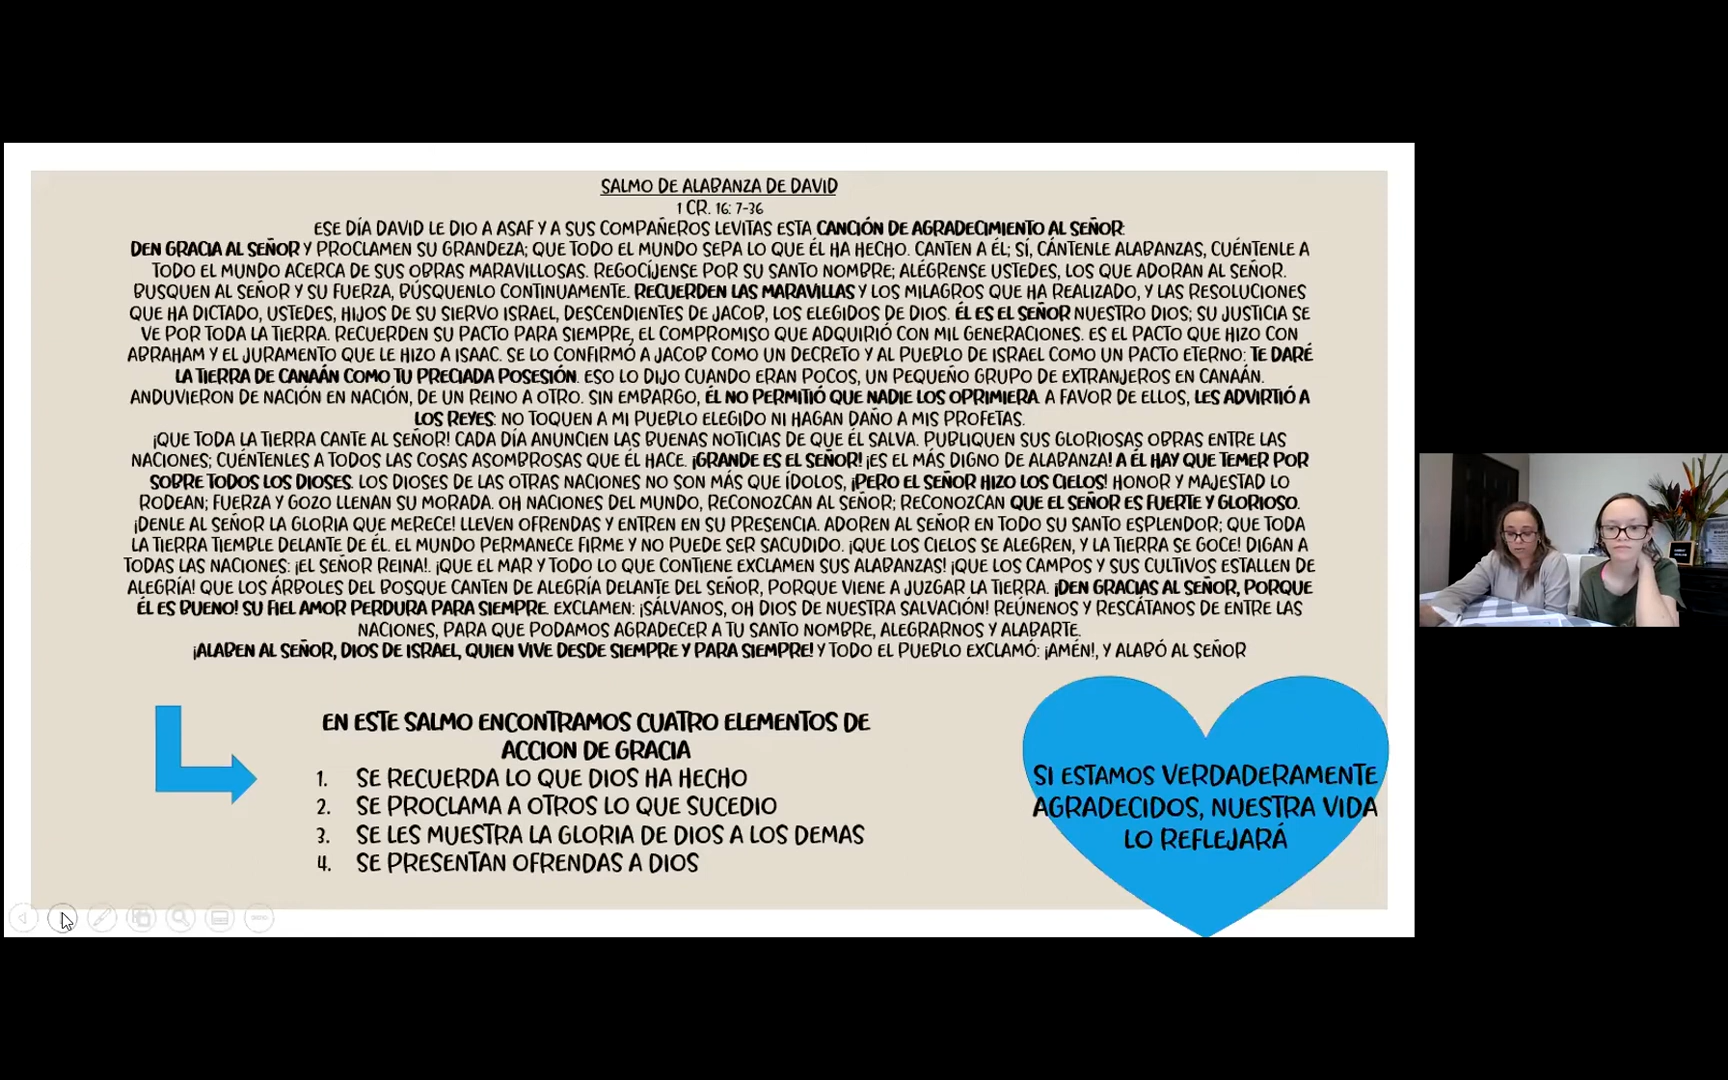 SALMO DE ALABANZA DE DAVID
1 CR. 16: 7-36
ESE DÍA DAVID LE DIO A ASAF Y A SUS COMPAÑEROS LEVITAS ESTA CANCIÓN DE AGRADECIMIENTO AL SEÑOR:
DEN GRACIA AL SEÑOR Y PROCLAMEN SU GRANDEZA; QUE TODO EL MUNDO SEPA LO QUE ÉL HA HECHO. CANTEN A ÉL; SÍ, CÁNTENLE ALABANZAS, CUÉNTENLE A
TODO EL MUNDO ACERCA DE SUS OBRAS MARAVILLOSAS. REGOCÍJENSE POR SU SANTO NOMBRE; ALÉGRENSE USTEDES, LOS QUE ADORAN AL SEÑOR.
BUSQUEN AL SEÑOR Y SU FUERZA, BÚSQUENLO CONTINUAMENTE. RECUERDEN LAS MARAVILLAS Y LOS MILAGROS QUE HA REALIZADO, Y LAS RESOLUCIONES
QUE HA DICTADO, USTEDES, HIJOS DE SU SIERVO ISRAEL, DESCENDIENTES DE JACOB, LOS ELEGIDOS DE DIOS. ÉL ES EL SEÑOR NUESTRO DIOS; SU JUSTICIA SE
VE POR TODA LA TIERRA. RECUERDEN SU PACTO PARA SIEMPRE, EL COMPROMISO QUE ADQUIRIÓ CON MIL GENERACIONES. ES EL PACTO QUE HIZO CON
ABRAHAM Y EL JURAMENTO QUE LE HIZO A ISAAC. SE LO CONFIRMÓ A JACOB COMO UN DECRETO Y AL PUEBLO DE ISRAEL COMO UN PACTO ETERNO: TE DARÉ
LA TIERRA DE CANAÁN COMO TU PRECIADA POSESIÓN. ESO LO DIJO CUANDO ERAN POCOS, UN PEQUEÑO GRUPO DE EXTRANJEROS EN CANAÁN.
ANDUVIERON DE NACIÓN EN NACIÓN, DE UN REINO A OTRO. SIN EMBARGO, ÉL NO PERMITIÓ QUE NADIE LOS OPRIMIERA. A FAVOR DE ELLOS, LES ADVIRTIÓ A
LOS REYES: NO TOQUEN A MI PUEBLO ELEGIDO NI HAGAN DAÑO A MIS PROFETAS.
¡QUE TODA LA TIERRA CANTE AL SEÑOR! CADA DÍA ANUNCIEN LAS BUENAS NOTICIAS DE QUE ÉL SALVA. PUBLIQUEN SUS GLORIOSAS OBRAS ENTRE LAS
NACIONES; CUÉNTENLES A TODOS LAS COSAS ASOMBROSAS QUE ÉL HACE. ¡GRANDE ES EL SEÑOR! ¡ES EL MÁS DIGNO DE ALABANZA! A ÉL HAY QUE TEMER POR
SOBRE TODOS LOS DIOSES. LOS DIOSES DE LAS OTRAS NACIONES NO SON MÁS QUE ÍDOLOS, ¡PERO EL SEÑOR HIZO LOS CIELOS! HONOR Y MAJESTAD LO
RODEAN; FUERZA Y GOZO LLENAN SU MORADA. OH NACIONES DEL MUNDO, RECONOZCAN AL SEÑOR; RECONOZCAN QUE EL SEÑOR ES FUERTE Y GLORIOSO.
¡DENLE AL SEÑOR LA GLORIA QUE MERECE! LLEVEN OFRENDAS Y ENTREN EN SU PRESENCIA. ADOREN AL SEÑOR EN TODO SU SANTO ESPLENDOR; QUE TODA
LA TIERRA TIEMBLE DELANTE DE ÉL. EL MUNDO PERMANECE FIRME Y NO PUEDE SER SACUDIDO. ¡QUE LOS CIELOS SE ALEGREN, Y LA TIERRA SE GOCE! DIGAN A
TODAS LAS NACIONES: ¡EL SEÑOR REINA!. ¡QUE EL MAR Y TODO LO QUE CONTIENE EXCLAMEN SUS ALABANZAS! ¡QUE LOS CAMPOS Y SUS CULTIVOS ESTALLEN DE
ALEGRÍA! QUE LOS ÁRBOLES DEL BOSQUE CANTEN DE ALEGRÍA DELANTE DEL SEÑOR, PORQUE VIENE A JUZGAR LA TIERRA. ¡DEN GRACIAS AL SEÑOR, PORQUE
ÉL ES BUENO! SU FIEL AMOR PERDURA PARA SIEMPRE. EXCLAMEN: ¡SÁLVANOS, OH DIOS DE NUESTRA SALVACIÓN! REÚNENOS Y RESCÁTANOS DE ENTRE LAS
NACIONES, PARA QUE PODAMOS AGRADECER A TU SANTO NOMBRE, ALEGRARNOS Y ALABARTE.
¡ALABEN AL SEÑOR, DIOS DE ISRAEL, QUIEN VIVE DESDE SIEMPRE Y PARA SIEMPRE! Y TODO EL PUEBLO EXCLAMÓ: ¡AMÉN!, Y ALABÓ AL SEÑOR
EN ESTE SALMO ENCONTRAMOS CUATRO ELEMENTOS DE
ACCION DE GRACIA
1. SE RECUERDA LO QUE DIOS HA HECHO
2. SE PROCLAMA A OTROS LO QUE SUCEDIO
3. SE LES MUESTRA LA GLORIA DE DIOS A LOS DEMAS
4. SE PRESENTAN OFRENDAS A DIOS
SI ESTAMOS VERDADERAMENTE
AGRADECIDOS, NUESTRA VIDA
LO REFLEJARÁ